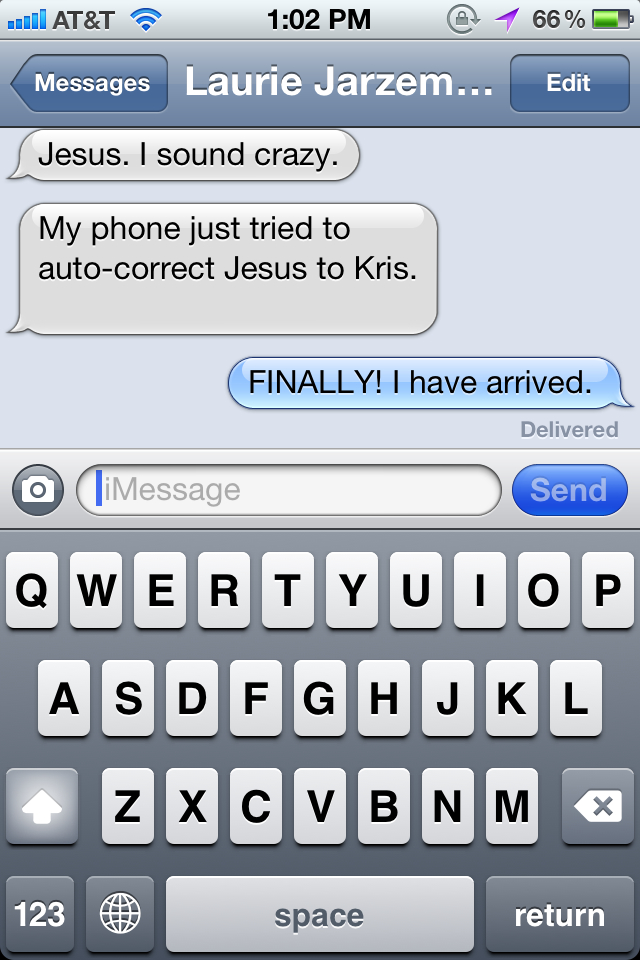 AT&T 1:02 PM 66%
Messages Laurie Jarzem... Edit
Jesus. I sound crazy.
My phone just tried to
auto-correct Jesus to Kris.
FINALLY! I have arrived.
Delivered
iMessage Send
Q W E R T Y U I O P
A S D F G H J K L
Z X C V B N M
123 space return